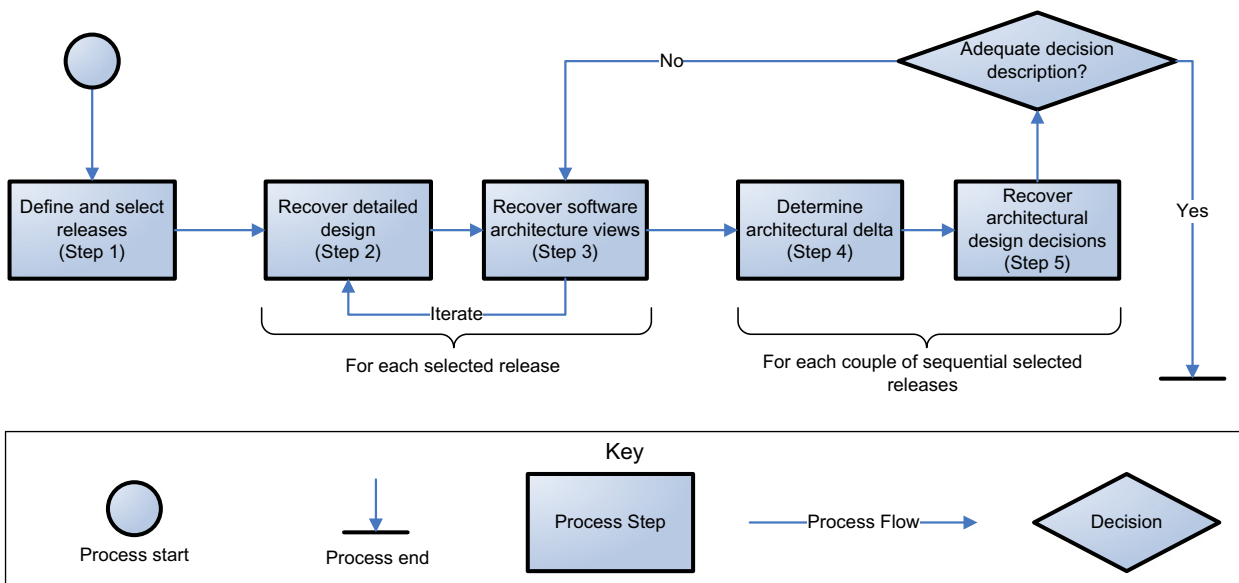 Adequate decision
description?
No
Define and select
releases
(Step 1)
Recover detailed
design
(Step 2)
Recover software
architecture views
(Step 3)
Determine
architectural delta
(Step 4)
Recover
architectural
design decisions
(Step 5)
Yes
Iterate
For each selected release
For each couple of sequential selected
releases
Key
Process start
Process end
Process Step
Process Flow
Decision